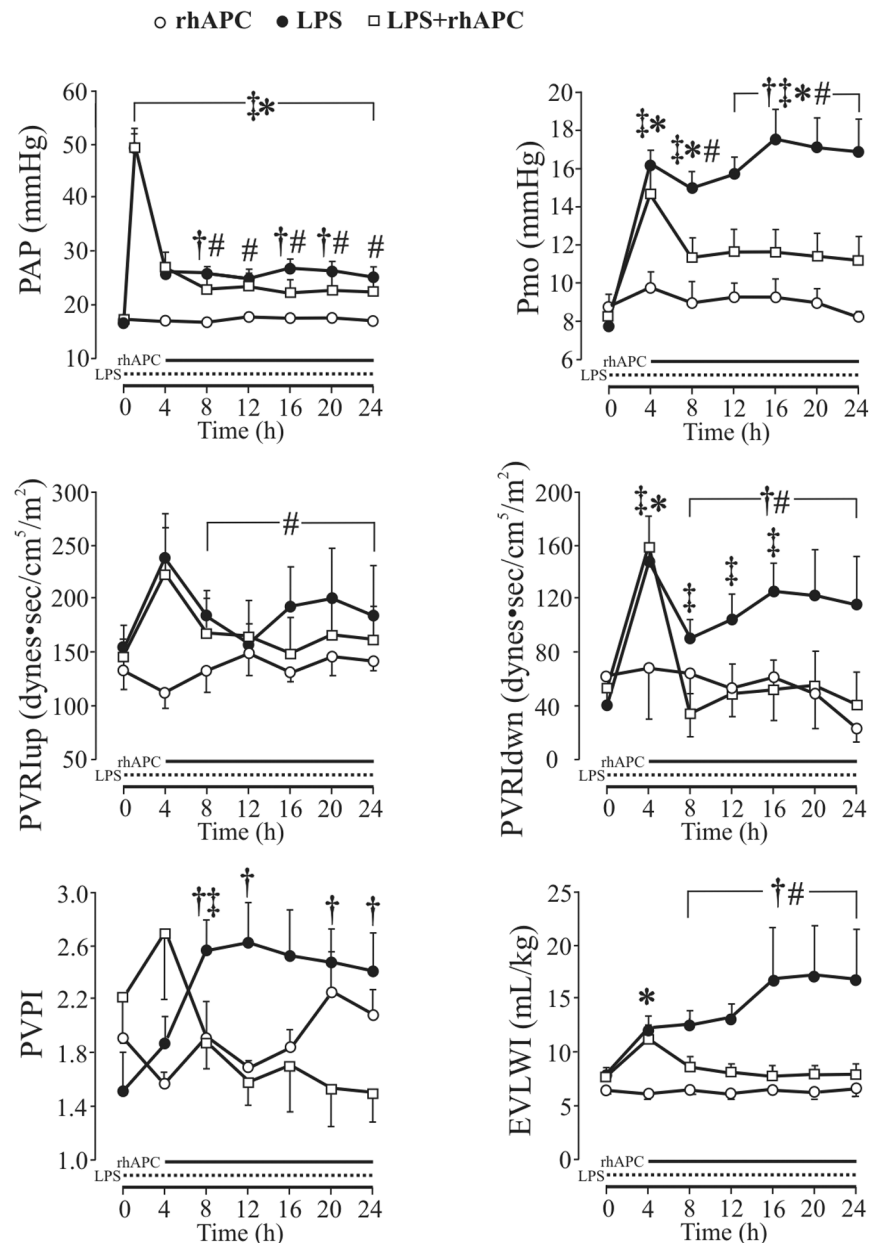 ○ rhAPC ● LPS □ LPS+rhAPC
PAP (mmHg)
60
50
40
30
20
10
‡*
†# # †# †# #
rhAPC
LPS
0 4 8 12 16 20 24
Time (h)
Pmo (mmHg)
20
18
16
14
12
10
8
6
‡* ‡*# †‡*#
rhAPC
LPS
0 4 8 12 16 20 24
Time (h)
PVRIup (dynes•sec/cm⁵/m²)
300
250
200
150
100
50
#
rhAPC
LPS
0 4 8 12 16 20 24
Time (h)
PVRIdwn (dynes•sec/cm⁵/m²)
200
160
120
80
40
0
‡* †#
‡ ‡ ‡
rhAPC
LPS
0 4 8 12 16 20 24
Time (h)
PVPI
3.0
2.6
2.2
1.8
1.4
1.0
†‡ † † †
rhAPC
LPS
0 4 8 12 16 20 24
Time (h)
EVLWI (mL/kg)
25
20
15
10
5
0
†#
*
rhAPC
LPS
0 4 8 12 16 20 24
Time (h)